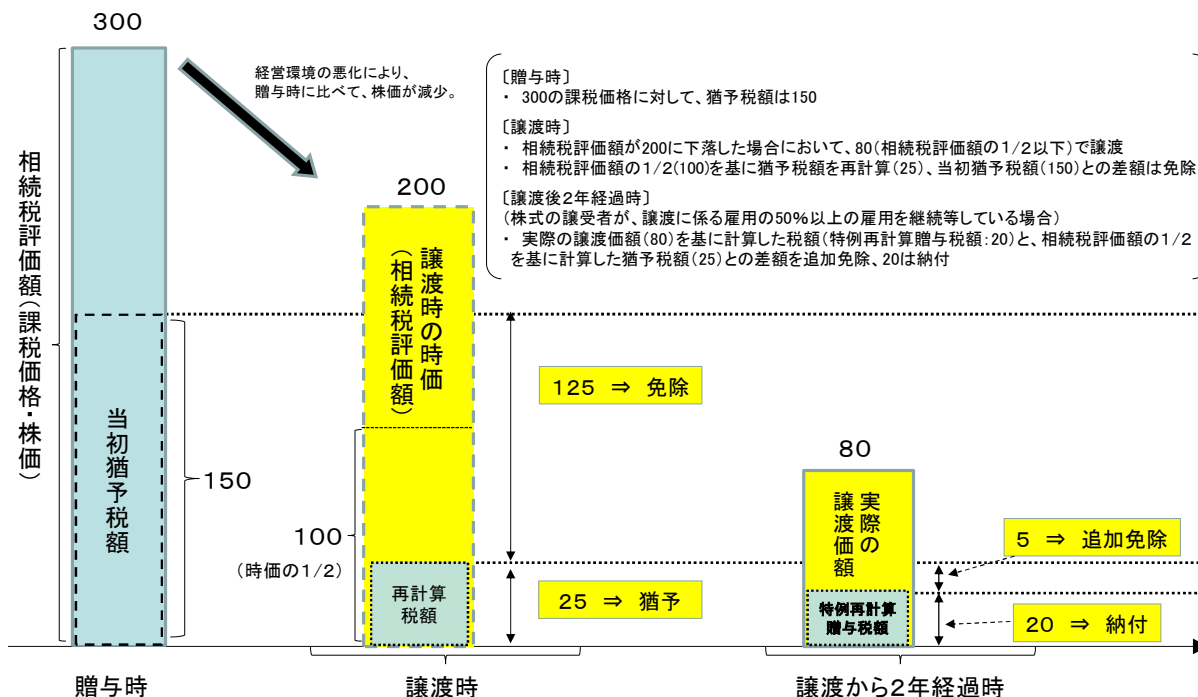 300
経営環境の悪化により、
贈与時に比べて、株価が減少。
〔贈与時〕
・ 300の課税価格に対して、猶予税額は150
〔譲渡時〕
・ 相続税評価額が200に下落した場合において、80(相続税評価額の1/2以下)で譲渡
・ 相続税評価額の1/2(100)を基に猶予税額を再計算(25)、当初猶予税額(150)との差額は免除
〔譲渡後2年経過時〕
(株式の譲受者が、譲渡に係る雇用の50%以上の雇用を継続等している場合)
・ 実際の譲渡価額(80)を基に計算した税額(特例再計算贈与税額:20)と、相続税評価額の1/2
を基に計算した猶予税額(25)との差額を追加免除、20は納付
相続税評価額(課税価格・株価)
当初猶予税額
150
200
譲渡時の時価
(相続税評価額)
100
(時価の1/2)
再計算
税額
125 ⇒ 免除
25 ⇒ 猶予
80
実際の
譲渡価額
特例再計算
贈与税額
5 ⇒ 追加免除
20 ⇒ 納付
贈与時
譲渡時
譲渡から2年経過時